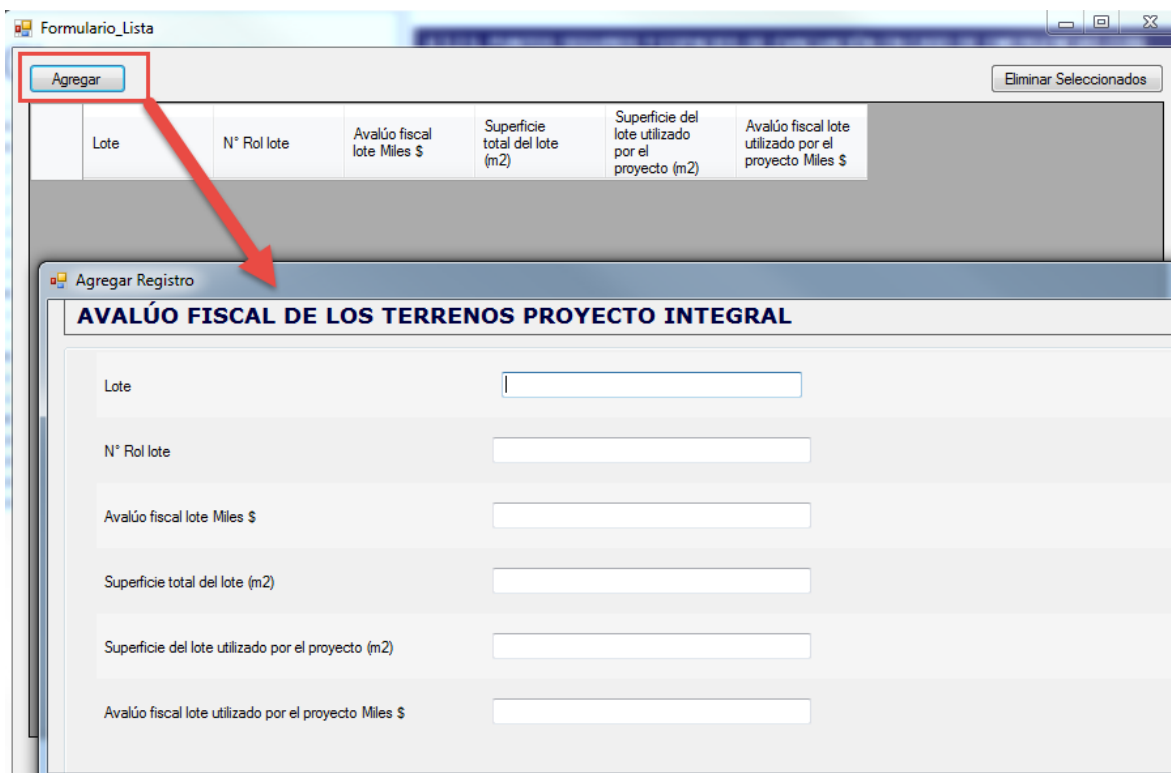 Formulario_Lista
Agregar
Eliminar Seleccionados
Lote
N° Rol lote
Avalúo fiscal
lote Miles $
Superficie
total del lote
(m2)
Superficie del
lote utilizado
por el
proyecto (m2)
Avalúo fiscal lote
utilizado por el
proyecto Miles $
Agregar Registro
AVALÚO FISCAL DE LOS TERRENOS PROYECTO INTEGRAL
Lote
N° Rol lote
Avalúo fiscal lote Miles $
Superficie total del lote (m2)
Superficie del lote utilizado por el proyecto (m2)
Avalúo fiscal lote utilizado por el proyecto Miles $